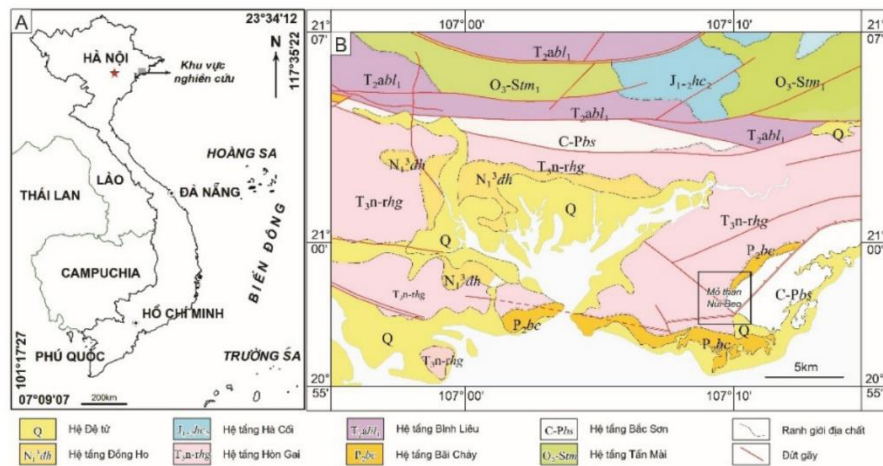 A
23°34'12
N
117°35'22
HÀ NỘI
Khu vực
nghiên cứu
HOÀNG SA
LÀO
THÁI LAN
ĐÀ NẴNG
BIỂN ĐÔNG
CAMPUCHIA
HỒ CHÍ MINH
PHÚ QUỐC
TRƯỜNG SA
101°17'27
07°09'07
200km
B
107°00'
107°10'
21°
07'
21°
07'
T₂abl₁
O₃-Stm₁
J₁₋₂hc₂
O₃-Stm₁
T₂abl₁
T₂abl₁
Q
C-Pbs
N₁³dh
T₃n-rhg
N₁³dh
T₃n-rhg
Q
T₃n-rhg
21°
00'
21°
00'
Q
P₂bc
N₁³dh
Mỏ than
Núi Béo
C-Pbs
T₃n-rhg
P₂bc
Q
Q
P₂bc
T₃n-rhg
5km
20°
55'
20°
55'
107°00'
107°10'
Q Hệ Đệ tứ
J₁₋₂hc₂ Hệ tầng Hà Cối
T₂abl₁ Hệ tầng Bình Liêu
C-Pbs Hệ tầng Bắc Sơn
Ranh giới địa chất
N₁³dh Hệ tầng Đồng Ho
T₃n-rhg Hệ tầng Hòn Gai
P₂bc Hệ tầng Bãi Cháy
O₃-Stm Hệ tầng Tấn Mài
Đứt gãy